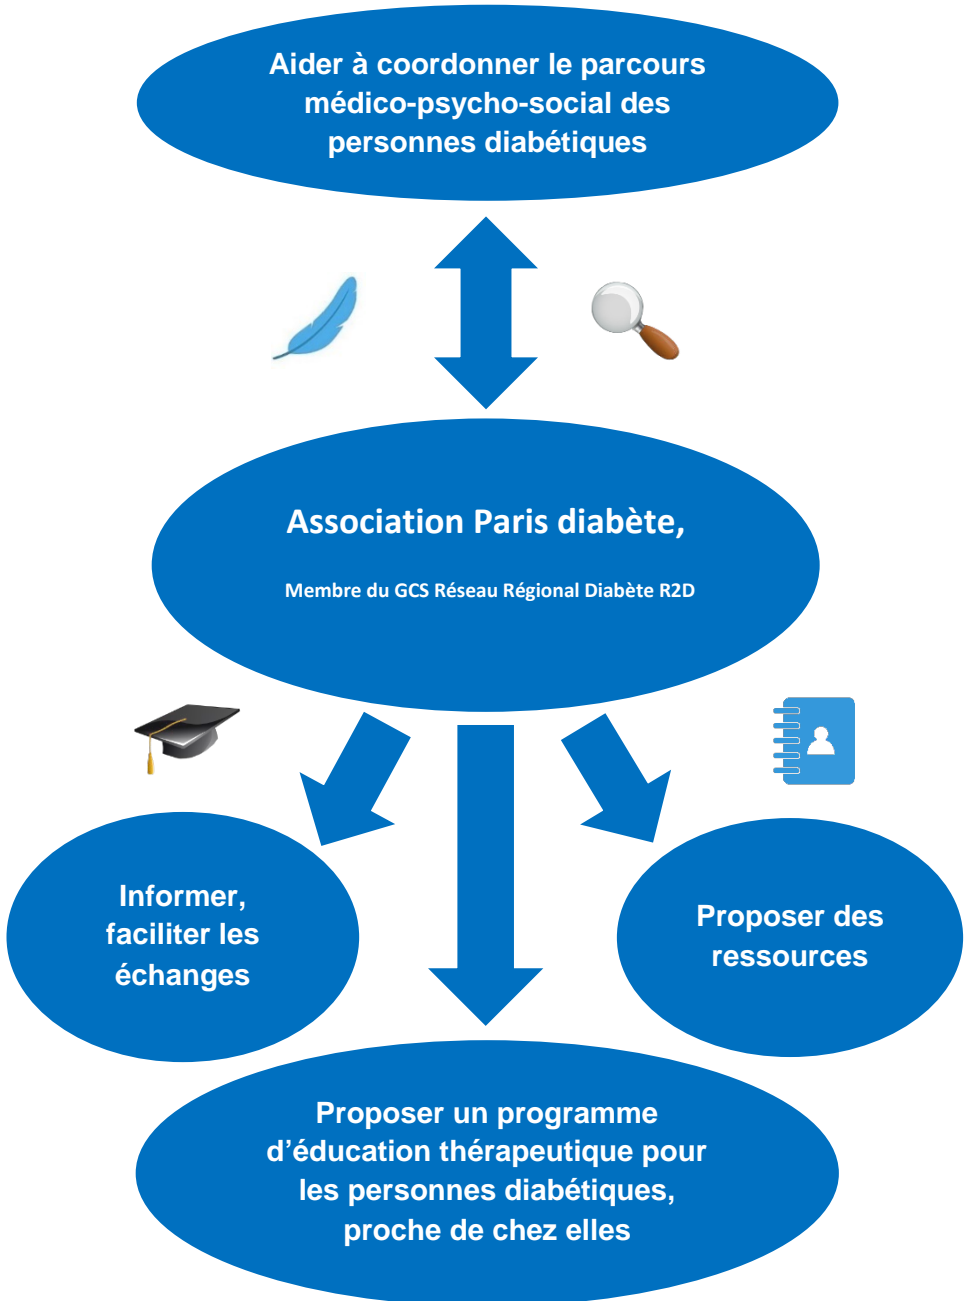 Aider à coordonner le parcours
médico-psycho-social des
personnes diabétiques
Association Paris diabète,
Membre du GCS Réseau Régional Diabète R2D
Informer,
faciliter les
échanges
Proposer des
ressources
Proposer un programme
d’éducation thérapeutique pour
les personnes diabétiques,
proche de chez elles